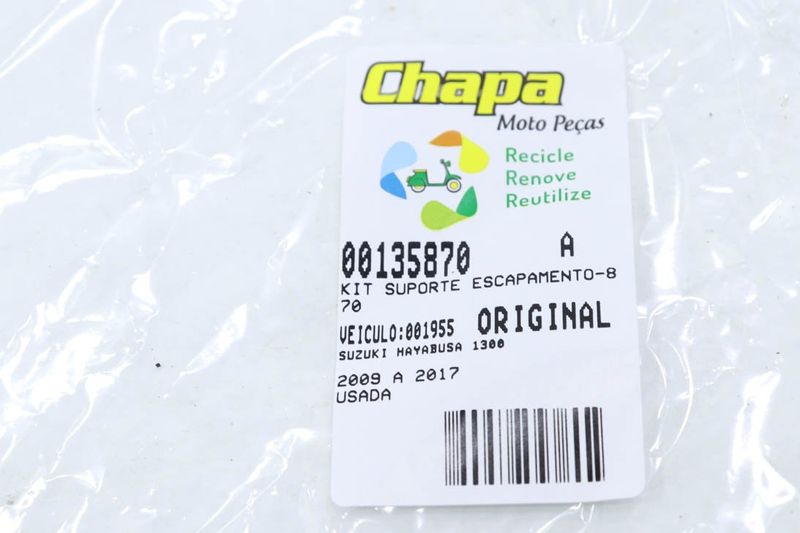 Chapa
Moto Peças
Recicle
Renove
Reutilize
00135870 A
KIT SUPORTE ESCAPAMENTO-8
70
VEICULO:001955 ORIGINAL
SUZUKI HAYABUSA 1300
2009 A 2017
USADA